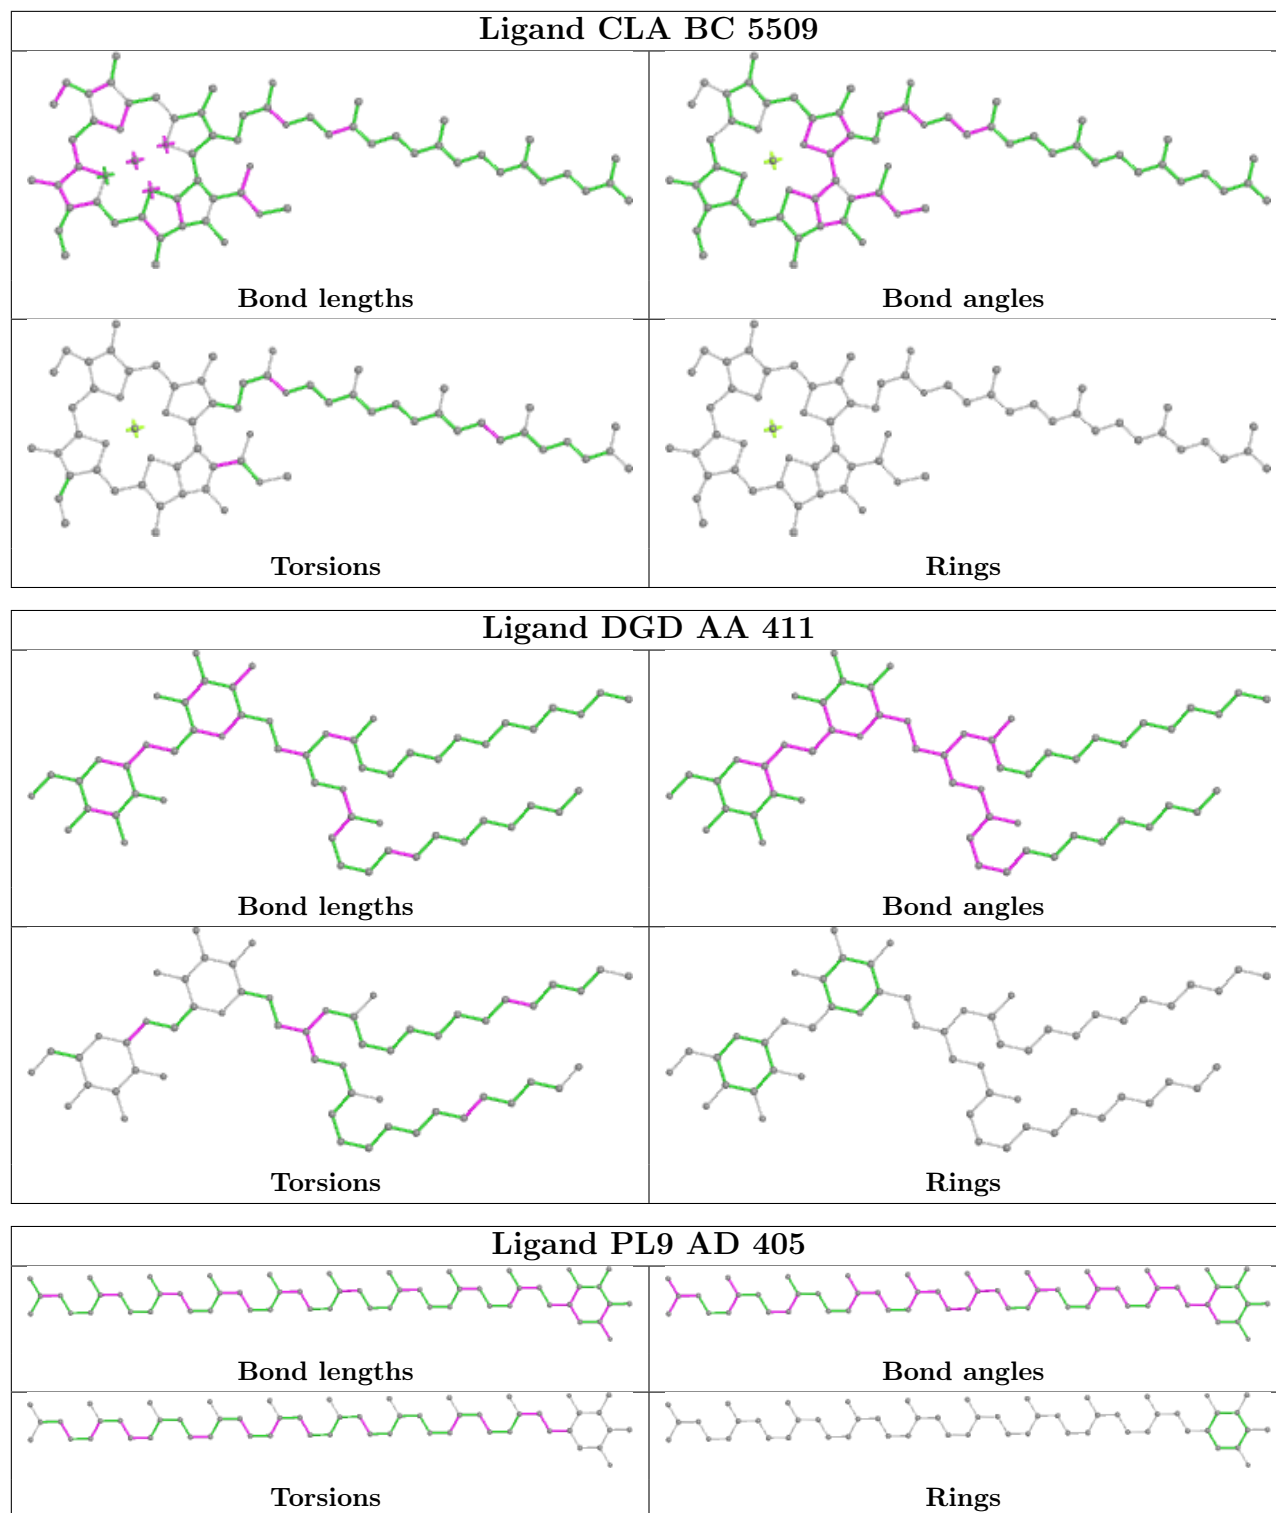 Ligand CLA BC 5509
Bond lengths
Bond angles
Torsions
Rings
Ligand DGD AA 411
Bond lengths
Bond angles
Torsions
Rings
Ligand PL9 AD 405
Bond lengths
Bond angles
Torsions
Rings